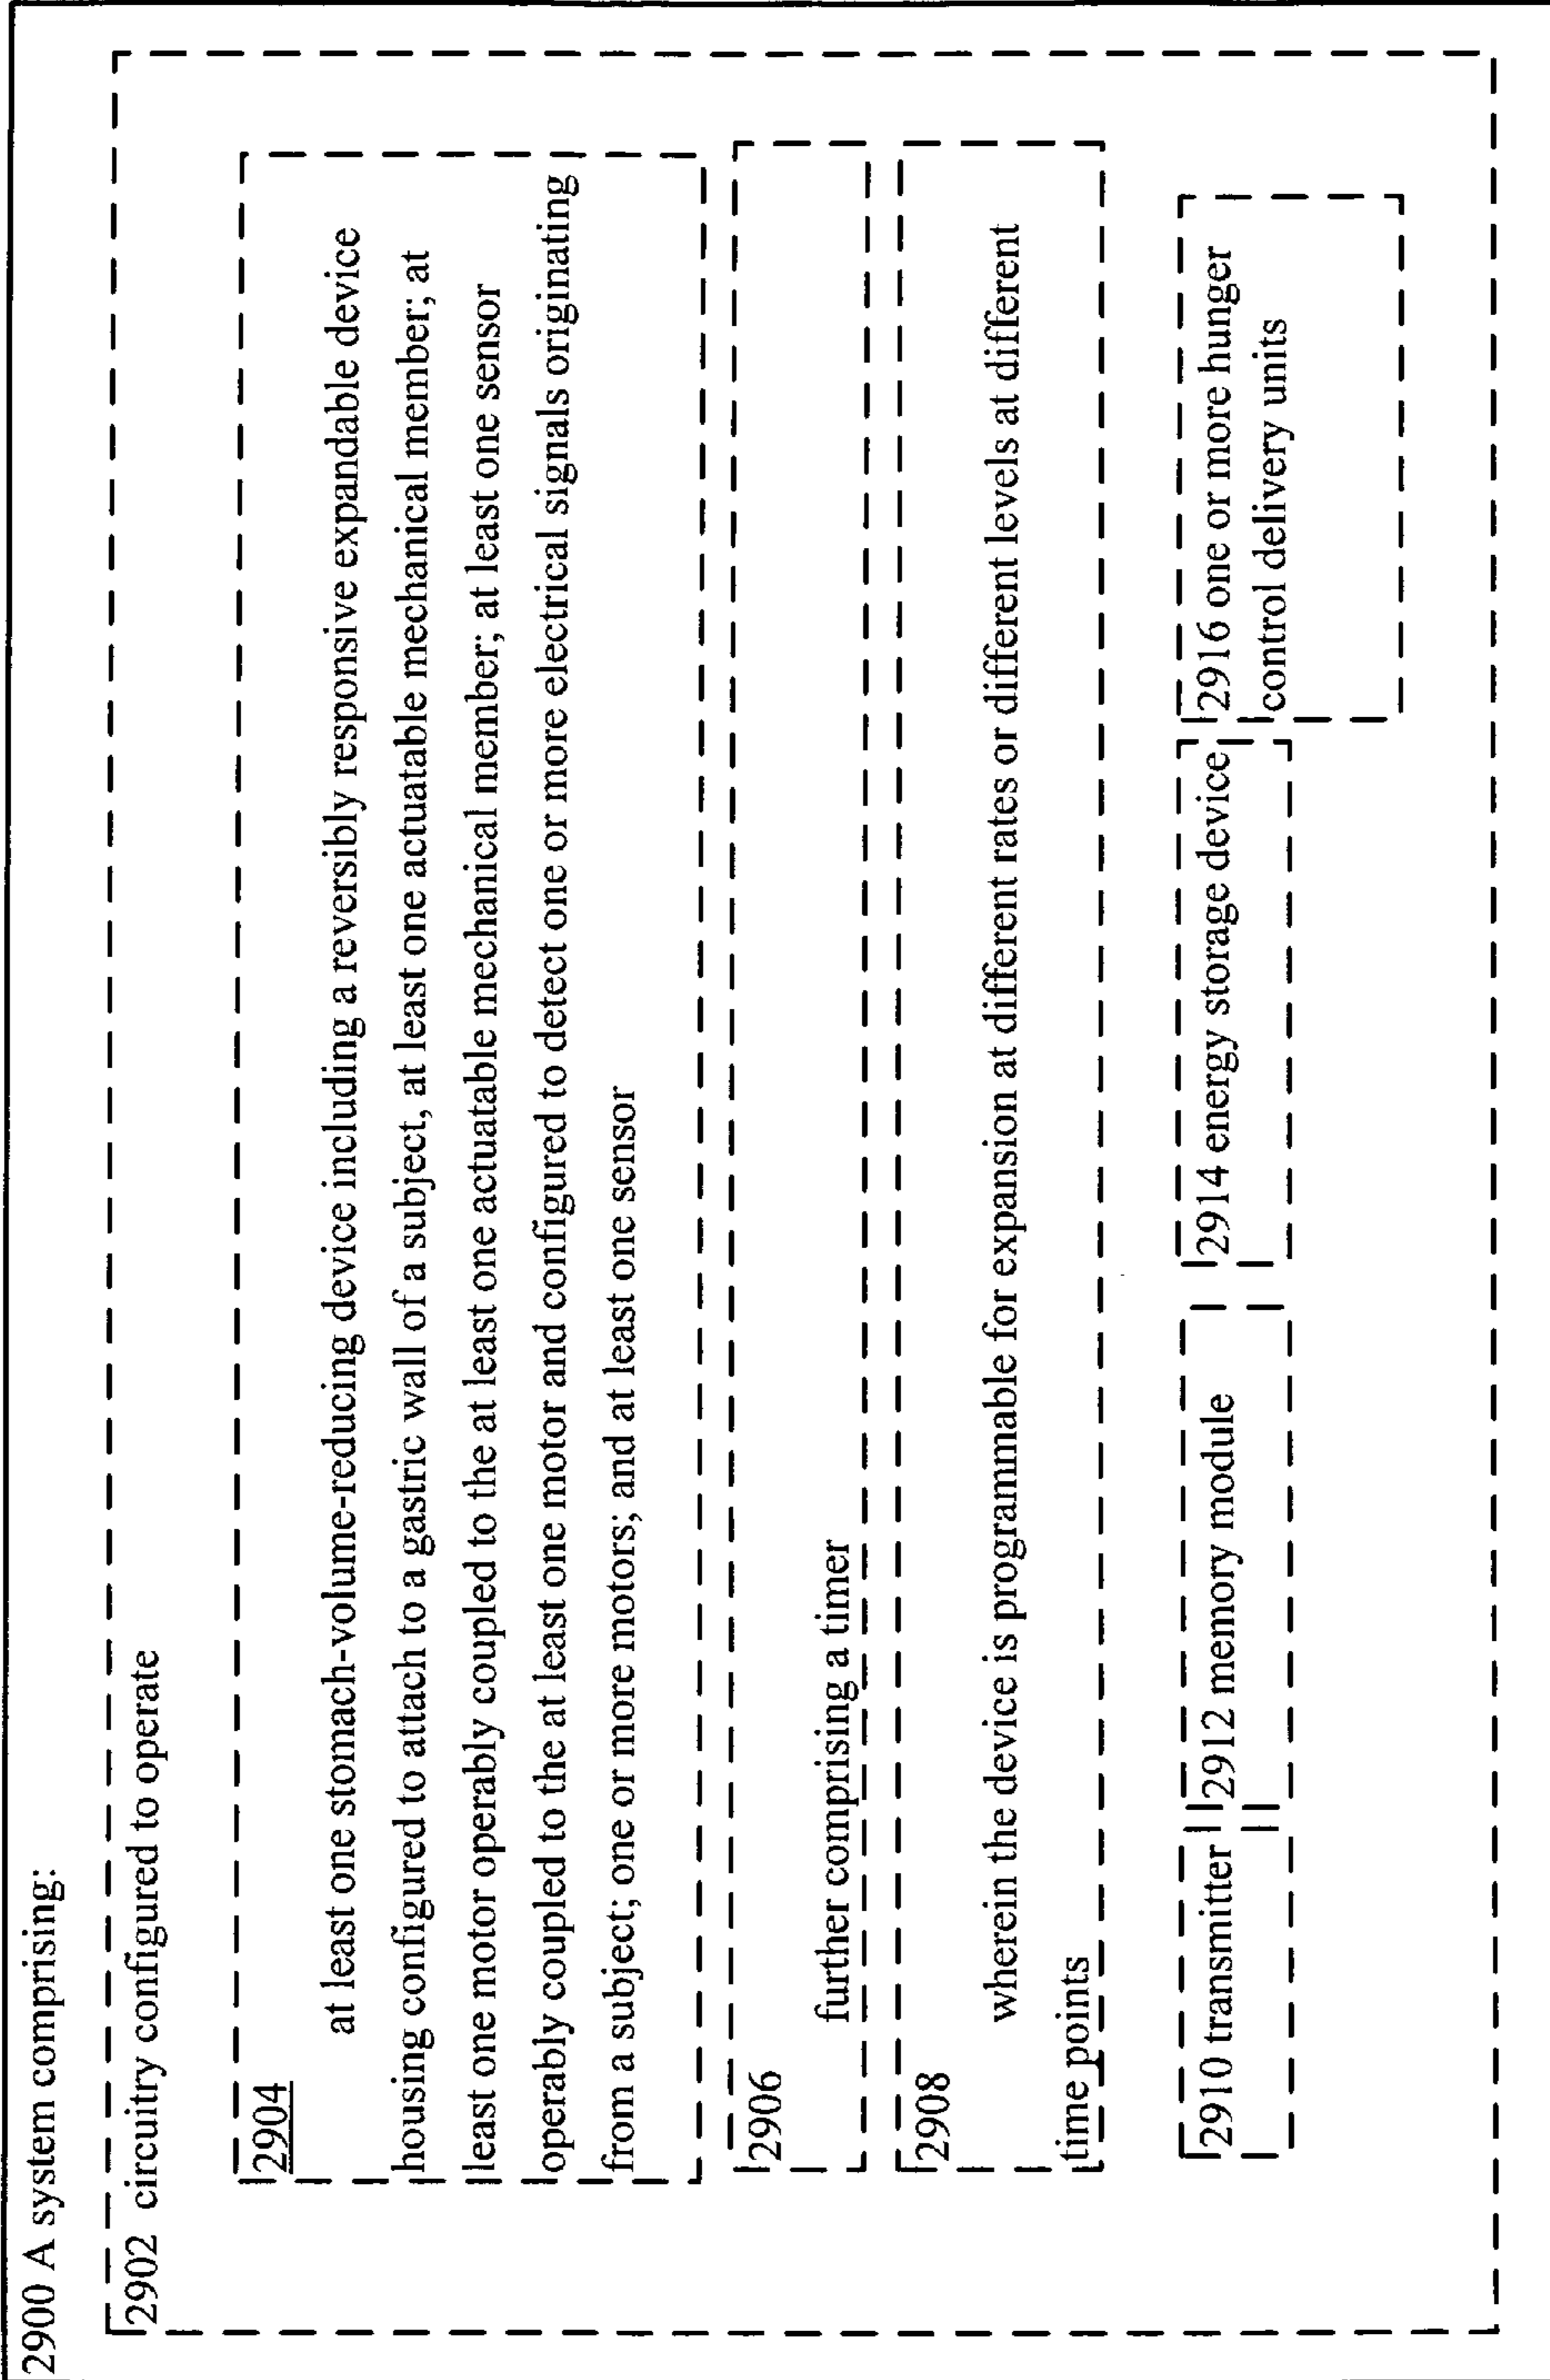 2900 A system comprising:
2902 circuitry configured to operate
2904
at least one stomach-volume-reducing device including a reversibly responsive expandable device
housing configured to attach to a gastric wall of a subject, at least one actuatable mechanical member; at
least one motor operably coupled to the at least one actuatable mechanical member; at least one sensor
operably coupled to the at least one motor and configured to detect one or more electrical signals originating
from a subject; one or more motors; and at least one sensor
2906
further comprising a timer
2908
wherein the device is programmable for expansion at different rates or different levels at different
time points
2910 transmitter
2912 memory module
2914 energy storage device
2916 one or more hunger
control delivery units